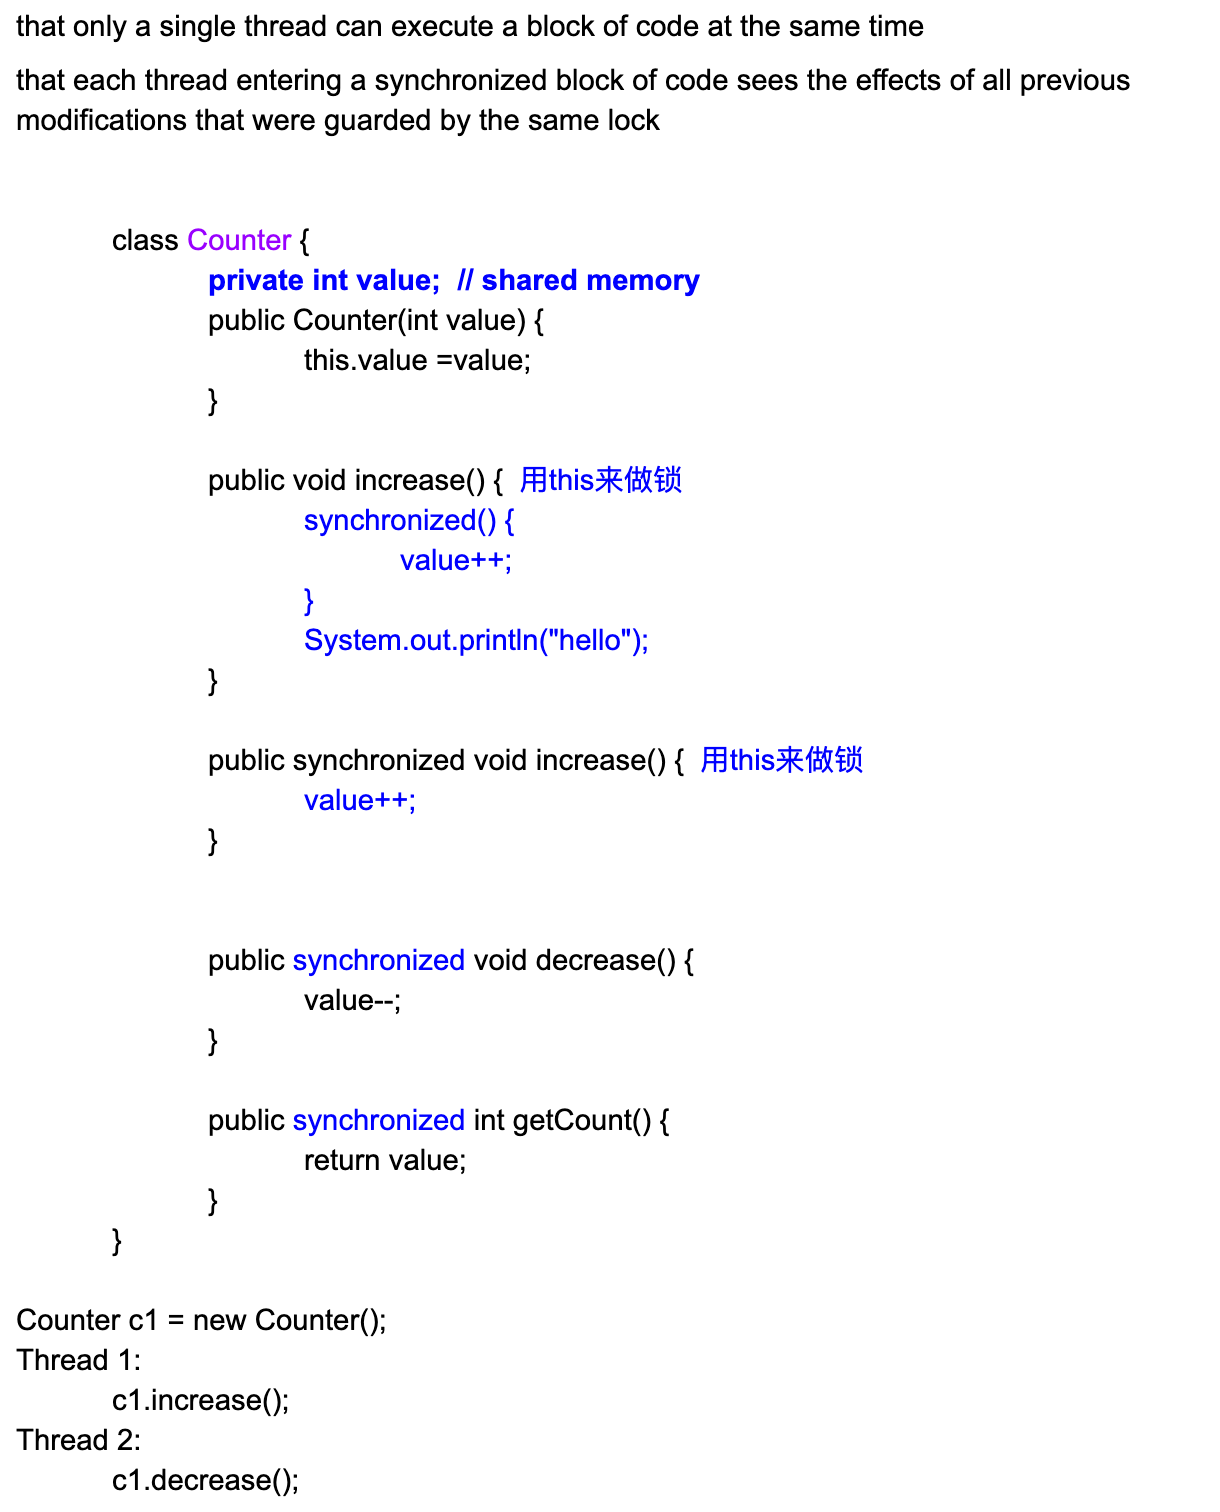 that only a single thread can execute a block of code at the same time
that each thread entering a synchronized block of code sees the effects of all previous
modifications that were guarded by the same lock
class Counter {
private int value;  // shared memory
public Counter(int value) {
this.value =value;
}
public void increase() {  用this来做锁
synchronized() {
value++;
}
System.out.println("hello");
}
public synchronized void increase() {  用this来做锁
value++;
}
public synchronized void decrease() {
value--;
}
public synchronized int getCount() {
return value;
}
}
Counter c1 = new Counter();
Thread 1:
c1.increase();
Thread 2:
c1.decrease();